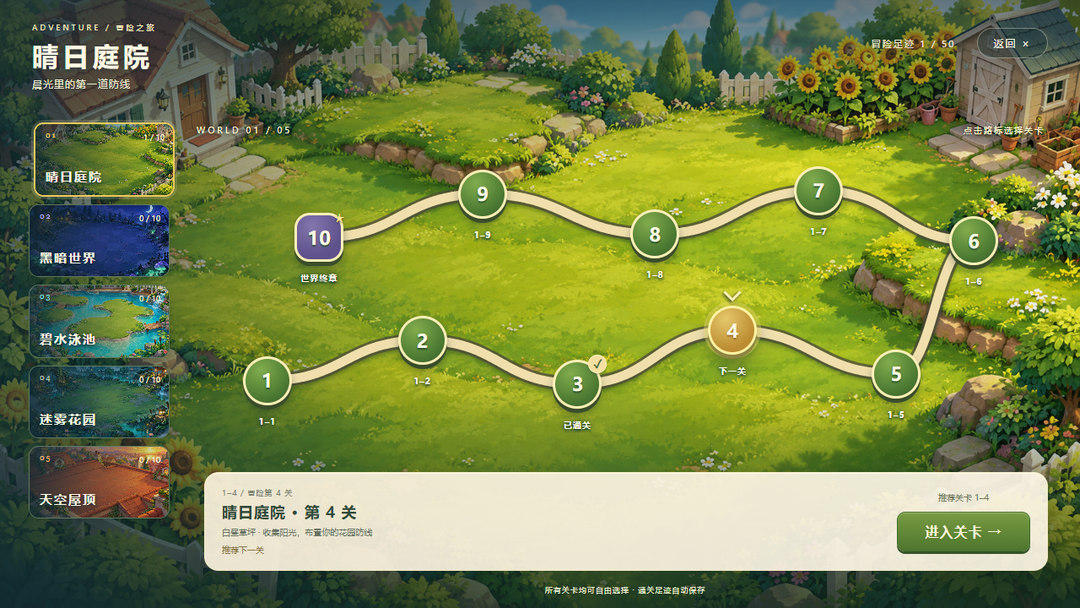 ADVENTURE / 冒险之旅
晴日庭院
晨光里的第一道防线
冒险足迹 1 / 50
返回 ×
WORLD 01 / 05
点击路标选择关卡
01
1/10
晴日庭院
02
0/10
黑暗世界
03
0/10
碧水泳池
04
0/10
迷雾花园
05
0/10
天空屋顶
10
世界终章
9
1-9
8
1-8
7
1-7
6
1-6
1
1-1
2
1-2
3
✓
已通关
4
下一关
5
1-5
1-4 / 冒险第 4 关
晴日庭院 · 第 4 关
白昼草坪 · 收集阳光，布置你的花园防线
推荐下一关
推荐关卡 1-4
进入关卡 →
所有关卡均可自由选择 · 通关足迹自动保存